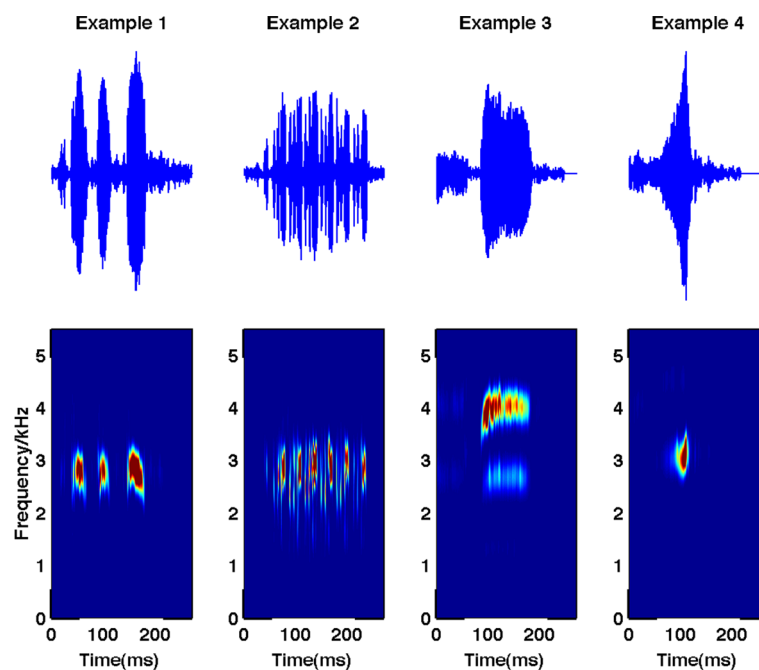 Example 1 Example 2 Example 3 Example 4
Frequency/kHz
5 5 5 5
4 4 4 4
3 3 3 3
2 2 2 2
1 1 1 1
0 0 0 0
0 100 200 0 100 200 0 100 200 0 100 200
Time(ms) Time(ms) Time(ms) Time(ms)